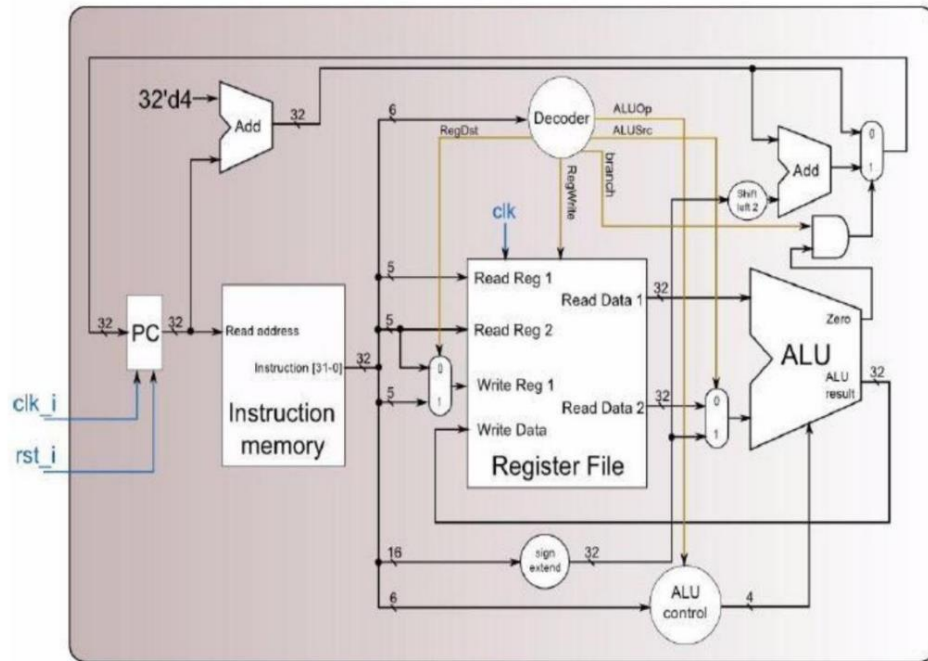 32'd4
Add
32
6
Decoder
ALUOp
RegDst
ALUSrc
branch
RegWrite
0
1
Add
Shift
left 2
clk
5
Read Reg 1
Read Data 1
32
Zero
ALU
ALU
result
32
32
PC
32
Read address
Instruction [31-0]
32
Instruction
memory
5
Read Reg 2
0
1
5
Write Reg 1
Write Data
Read Data 2
32
0
1
Register File
clk_i
rst_i
16
sign
extend
32
6
ALU
control
4